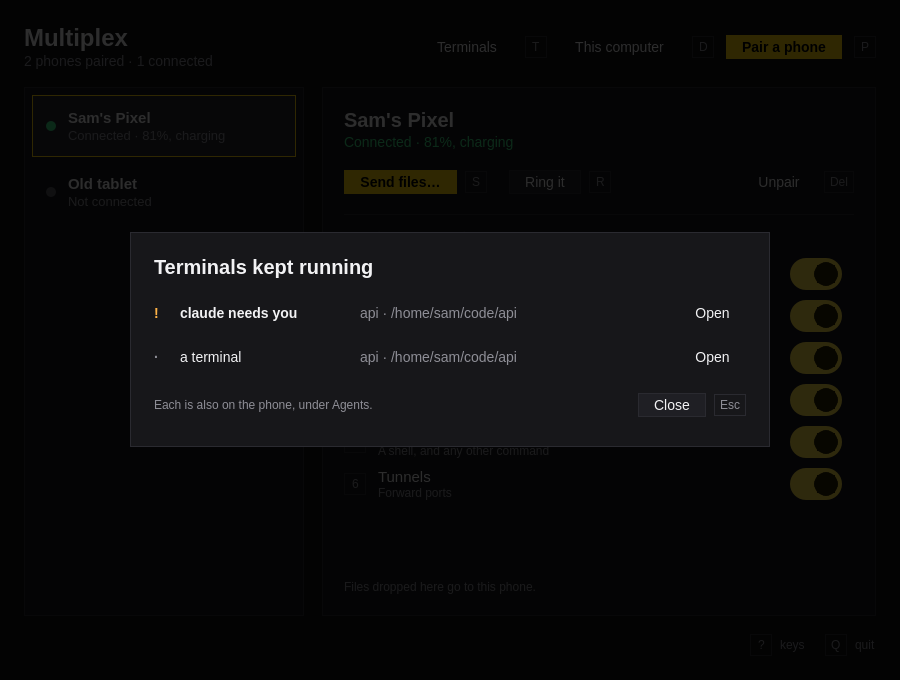 Multiplex
2 phones paired · 1 connected
Terminals T This computer D Pair a phone P
Sam's Pixel
Connected · 81%, charging
Old tablet
Not connected
Sam's Pixel
Connected · 81%, charging
Send files… S Ring it R Unpair Del
Terminals kept running
! claude needs you api · /home/sam/code/api Open
· a terminal api · /home/sam/code/api Open
Each is also on the phone, under Agents. Close Esc
A shell, and any other command
6 Tunnels
Forward ports
Files dropped here go to this phone.
? keys Q quit